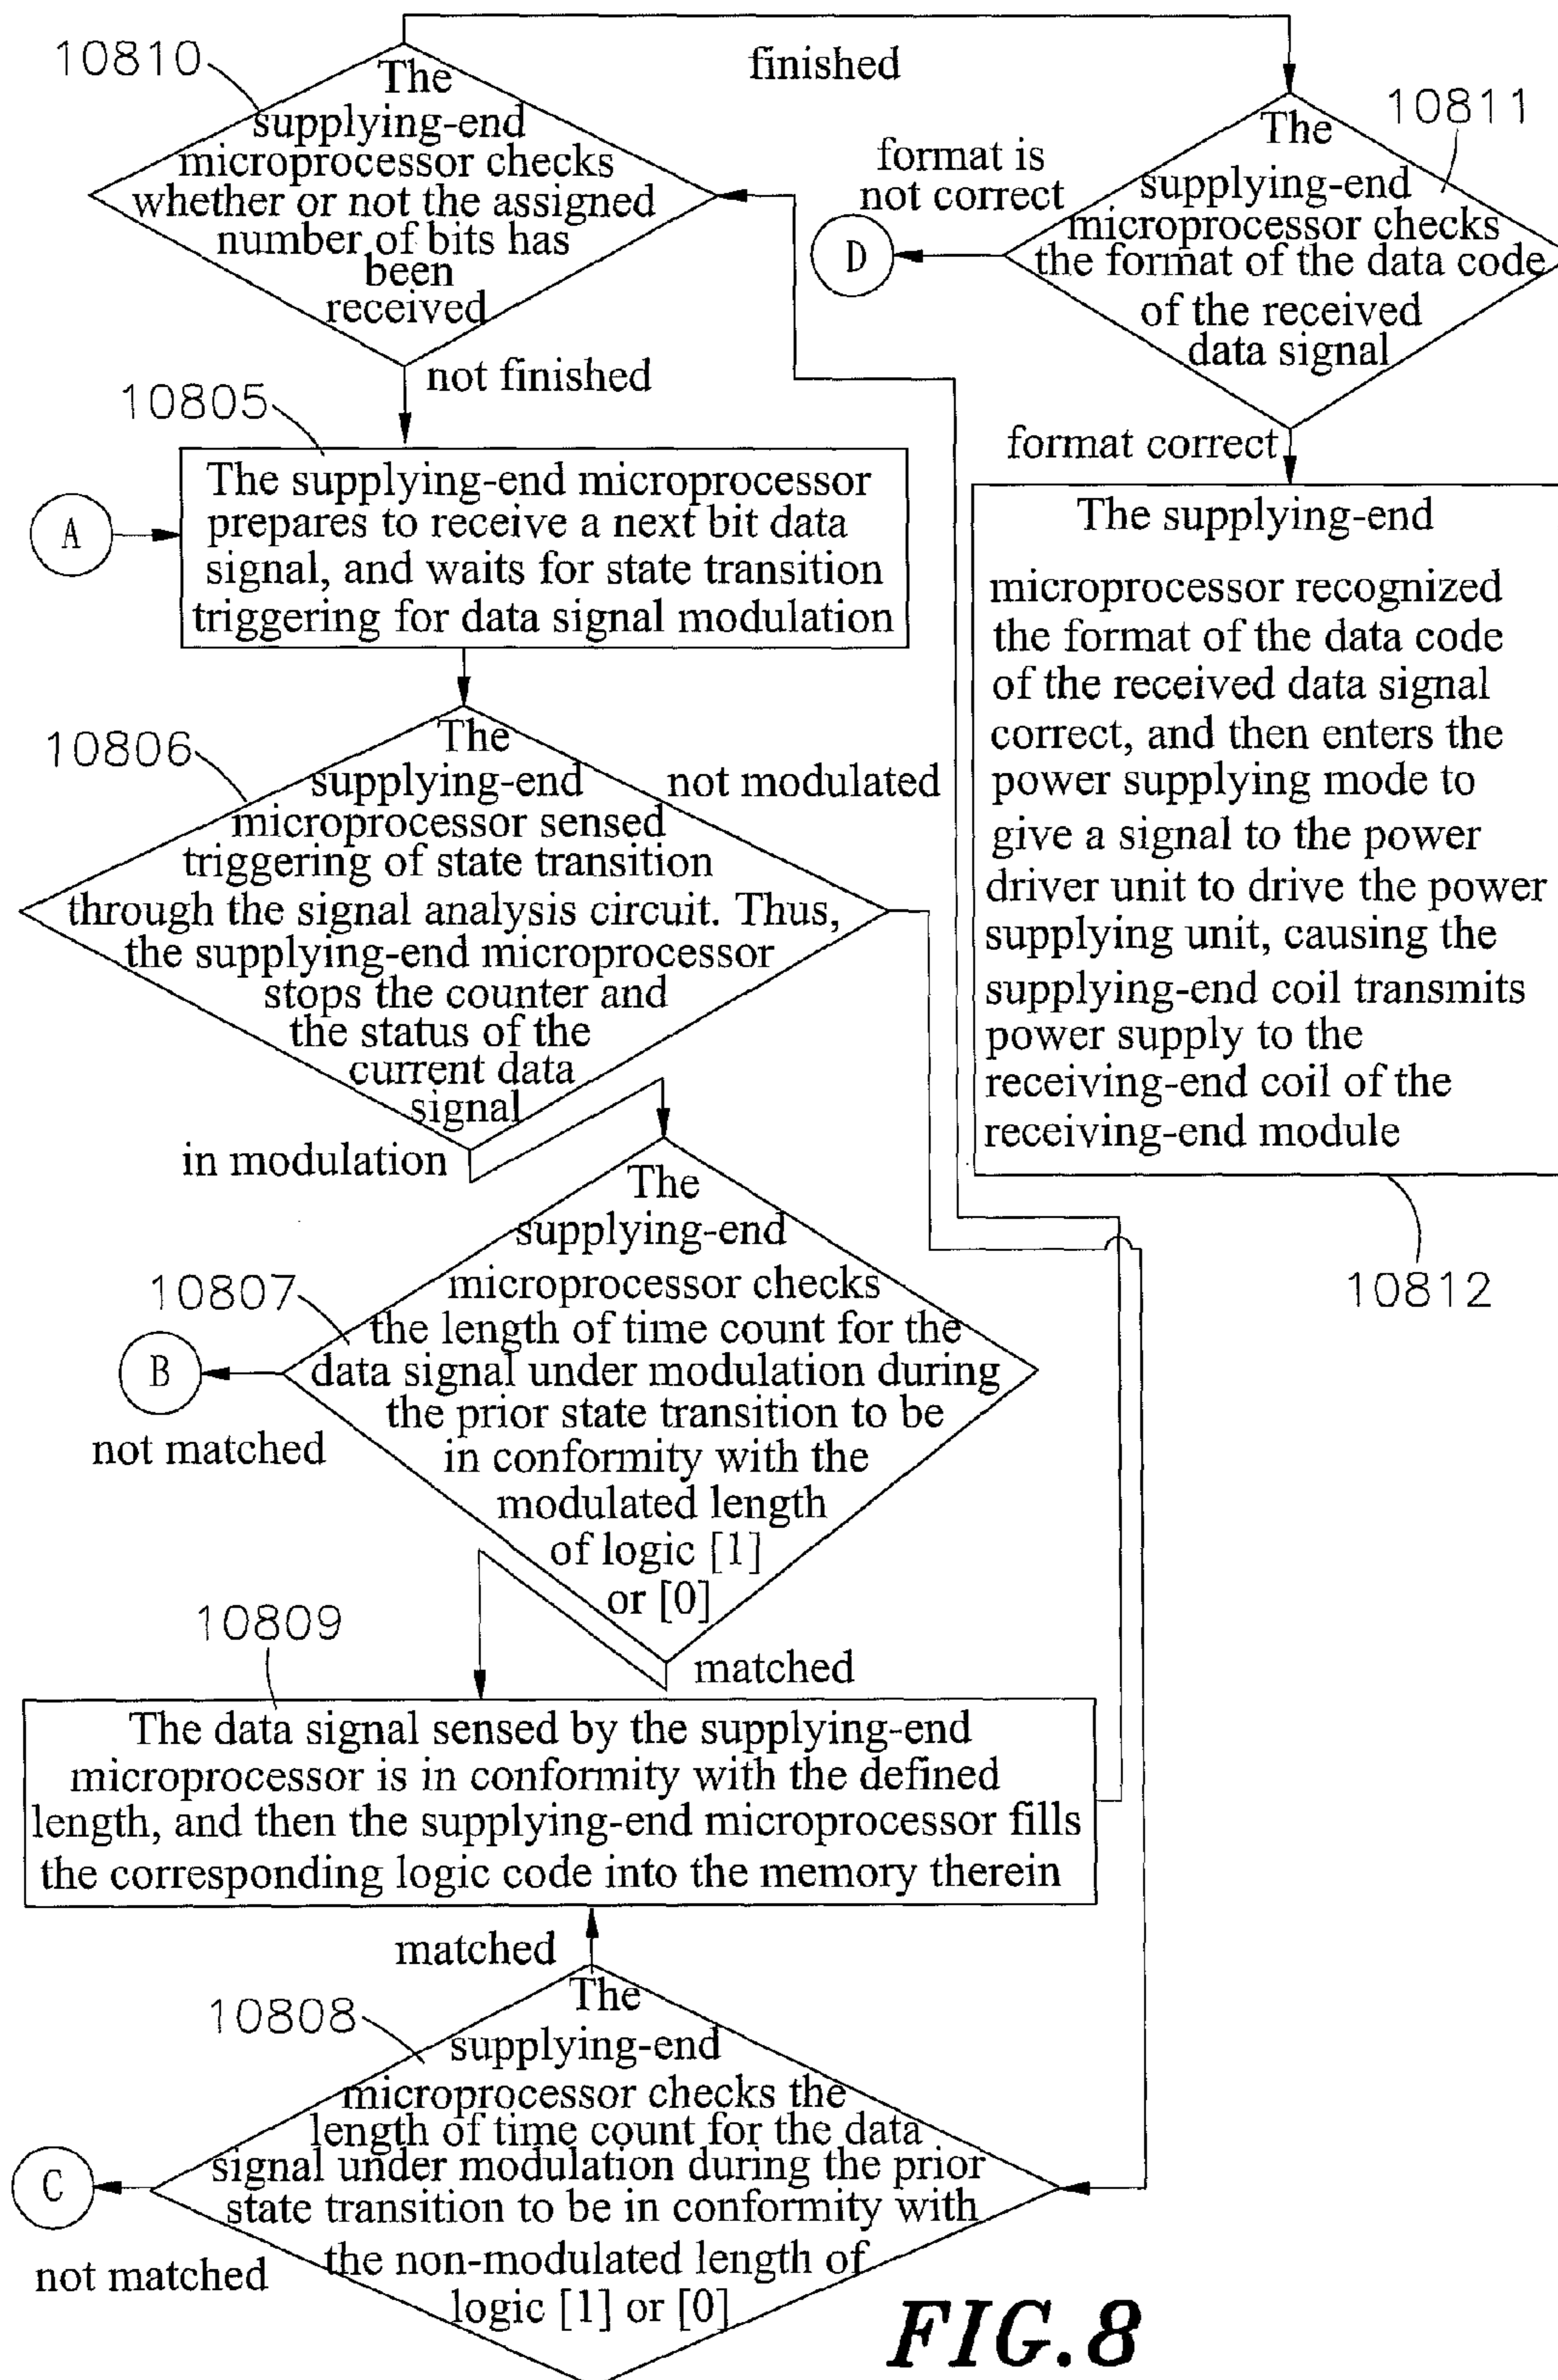 10810
The
supplying-end
microprocessor checks
whether or not the assigned
number of bits has
been
received
finished
not finished
10811
The
supplying-end
microprocessor checks
the format of the data code
of the received
data signal
format is
not correct
D
format correct
10805
A
The supplying-end microprocessor
prepares to receive a next bit data
signal, and waits for state transition
triggering for data signal modulation
The supplying-end
microprocessor recognized
the format of the data code
of the received data signal
correct, and then enters the
power supplying mode to
give a signal to the power
driver unit to drive the power
supplying unit, causing the
supplying-end coil transmits
power supply to the
receiving-end coil of the
receiving-end module
10812
10806
The
supplying-end
microprocessor sensed
triggering of state transition
through the signal analysis circuit. Thus,
the supplying-end microprocessor
stops the counter and
the status of the
current data
signal
not modulated
in modulation
10807
The
supplying-end
microprocessor checks
the length of time count for the
data signal under modulation during
the prior state transition to be
in conformity with the
modulated length
of logic [1]
or [0]
B
not matched
matched
10809
The data signal sensed by the supplying-end
microprocessor is in conformity with the defined
length, and then the supplying-end microprocessor fills
the corresponding logic code into the memory therein
matched
10808
The
supplying-end
microprocessor checks the
length of time count for the data
signal under modulation during the prior
state transition to be in conformity with
the non-modulated length of
logic [1] or [0]
C
not matched
FIG.8